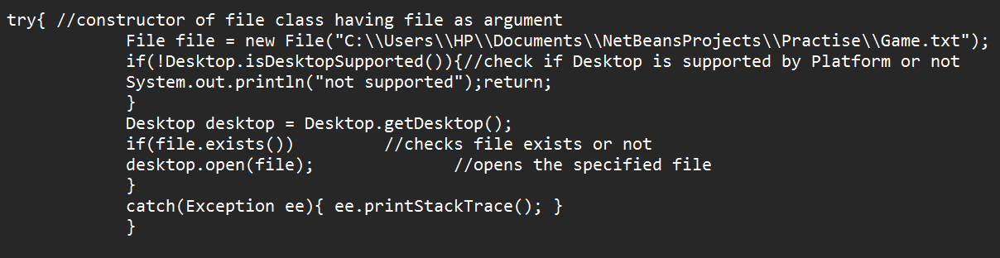 try{ //constructor of file class having file as argument
File file = new File("C:\\Users\\HP\\Documents\\NetBeansProjects\\Practise\\Game.txt");
if(!Desktop.isDesktopSupported()){//check if Desktop is supported by Platform or not
System.out.println("not supported");return;
}
Desktop desktop = Desktop.getDesktop();
if(file.exists())         //checks file exists or not
desktop.open(file);              //opens the specified file
}
catch(Exception ee){ ee.printStackTrace(); }
}